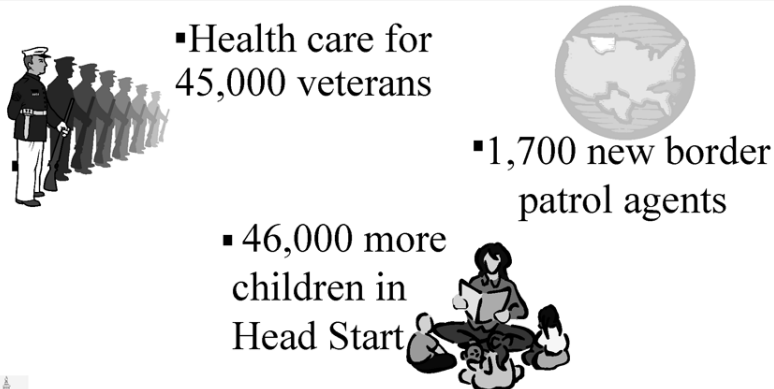 ▪Health care for
45,000 veterans
▪1,700 new border
patrol agents
▪ 46,000 more
children in
Head Start